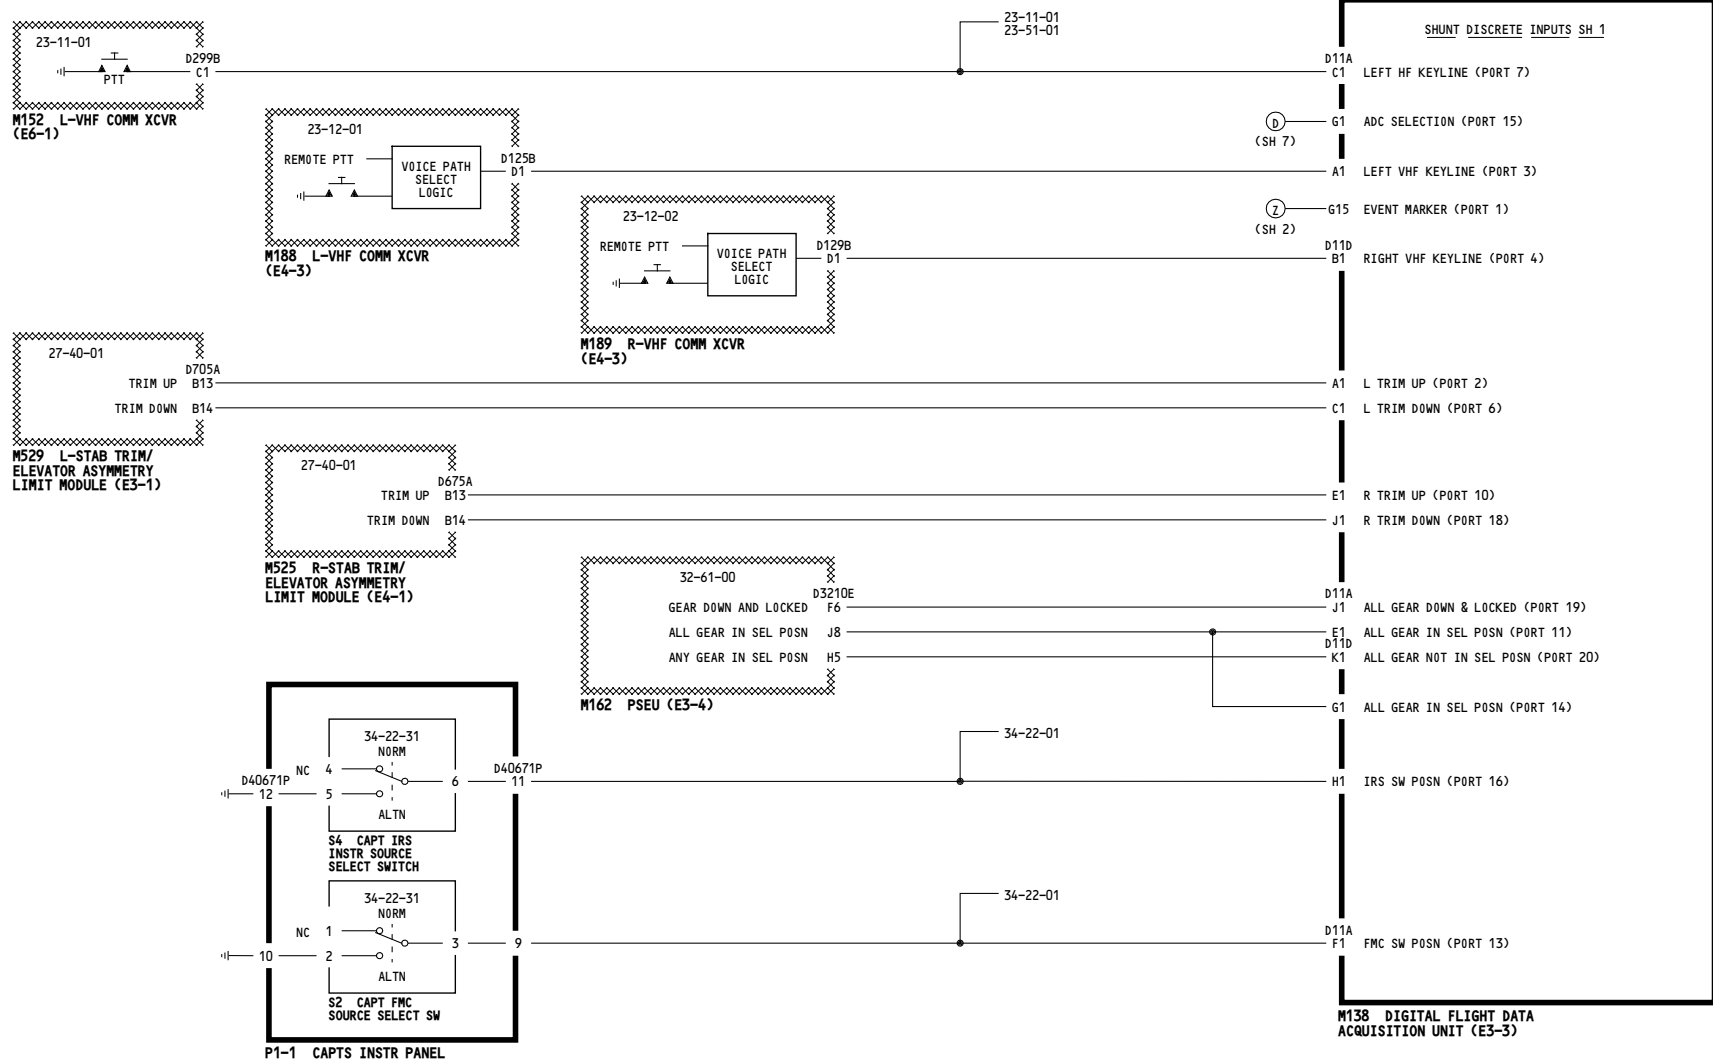 23-11-01
23-51-01
SHUNT DISCRETE INPUTS SH 1
23-11-01
PTT
D299B
C1
M152 L-VHF COMM XCVR
(E6-1)
D11A
C1 LEFT HF KEYLINE (PORT 7)
D
(SH 7)
G1 ADC SELECTION (PORT 15)
23-12-01
REMOTE PTT
VOICE PATH
SELECT
LOGIC
D125B
D1
M188 L-VHF COMM XCVR
(E4-3)
A1 LEFT VHF KEYLINE (PORT 3)
Z
(SH 2)
G15 EVENT MARKER (PORT 1)
23-12-02
REMOTE PTT
VOICE PATH
SELECT
LOGIC
D129B
D1
M189 R-VHF COMM XCVR
(E4-3)
D11D
B1 RIGHT VHF KEYLINE (PORT 4)
27-40-01
D705A
TRIM UP B13
TRIM DOWN B14
M529 L-STAB TRIM/
ELEVATOR ASYMMETRY
LIMIT MODULE (E3-1)
A1 L TRIM UP (PORT 2)
C1 L TRIM DOWN (PORT 6)
27-40-01
D675A
TRIM UP B13
TRIM DOWN B14
M525 R-STAB TRIM/
ELEVATOR ASYMMETRY
LIMIT MODULE (E4-1)
E1 R TRIM UP (PORT 10)
J1 R TRIM DOWN (PORT 18)
32-61-00
D3210E
GEAR DOWN AND LOCKED F6
ALL GEAR IN SEL POSN J8
ANY GEAR IN SEL POSN H5
M162 PSEU (E3-4)
D11A
J1 ALL GEAR DOWN & LOCKED (PORT 19)
E1 ALL GEAR IN SEL POSN (PORT 11)
D11D
K1 ALL GEAR NOT IN SEL POSN (PORT 20)
G1 ALL GEAR IN SEL POSN (PORT 14)
34-22-31
NORM
NC 4
6
D40671P
12
5
ALTN
D40671P
11
S4 CAPT IRS
INSTR SOURCE
SELECT SWITCH
34-22-01
H1 IRS SW POSN (PORT 16)
34-22-31
NORM
NC 1
3
9
10
2
ALTN
S2 CAPT FMC
SOURCE SELECT SW
P1-1 CAPTS INSTR PANEL
34-22-01
D11A
F1 FMC SW POSN (PORT 13)
M138 DIGITAL FLIGHT DATA
ACQUISITION UNIT (E3-3)